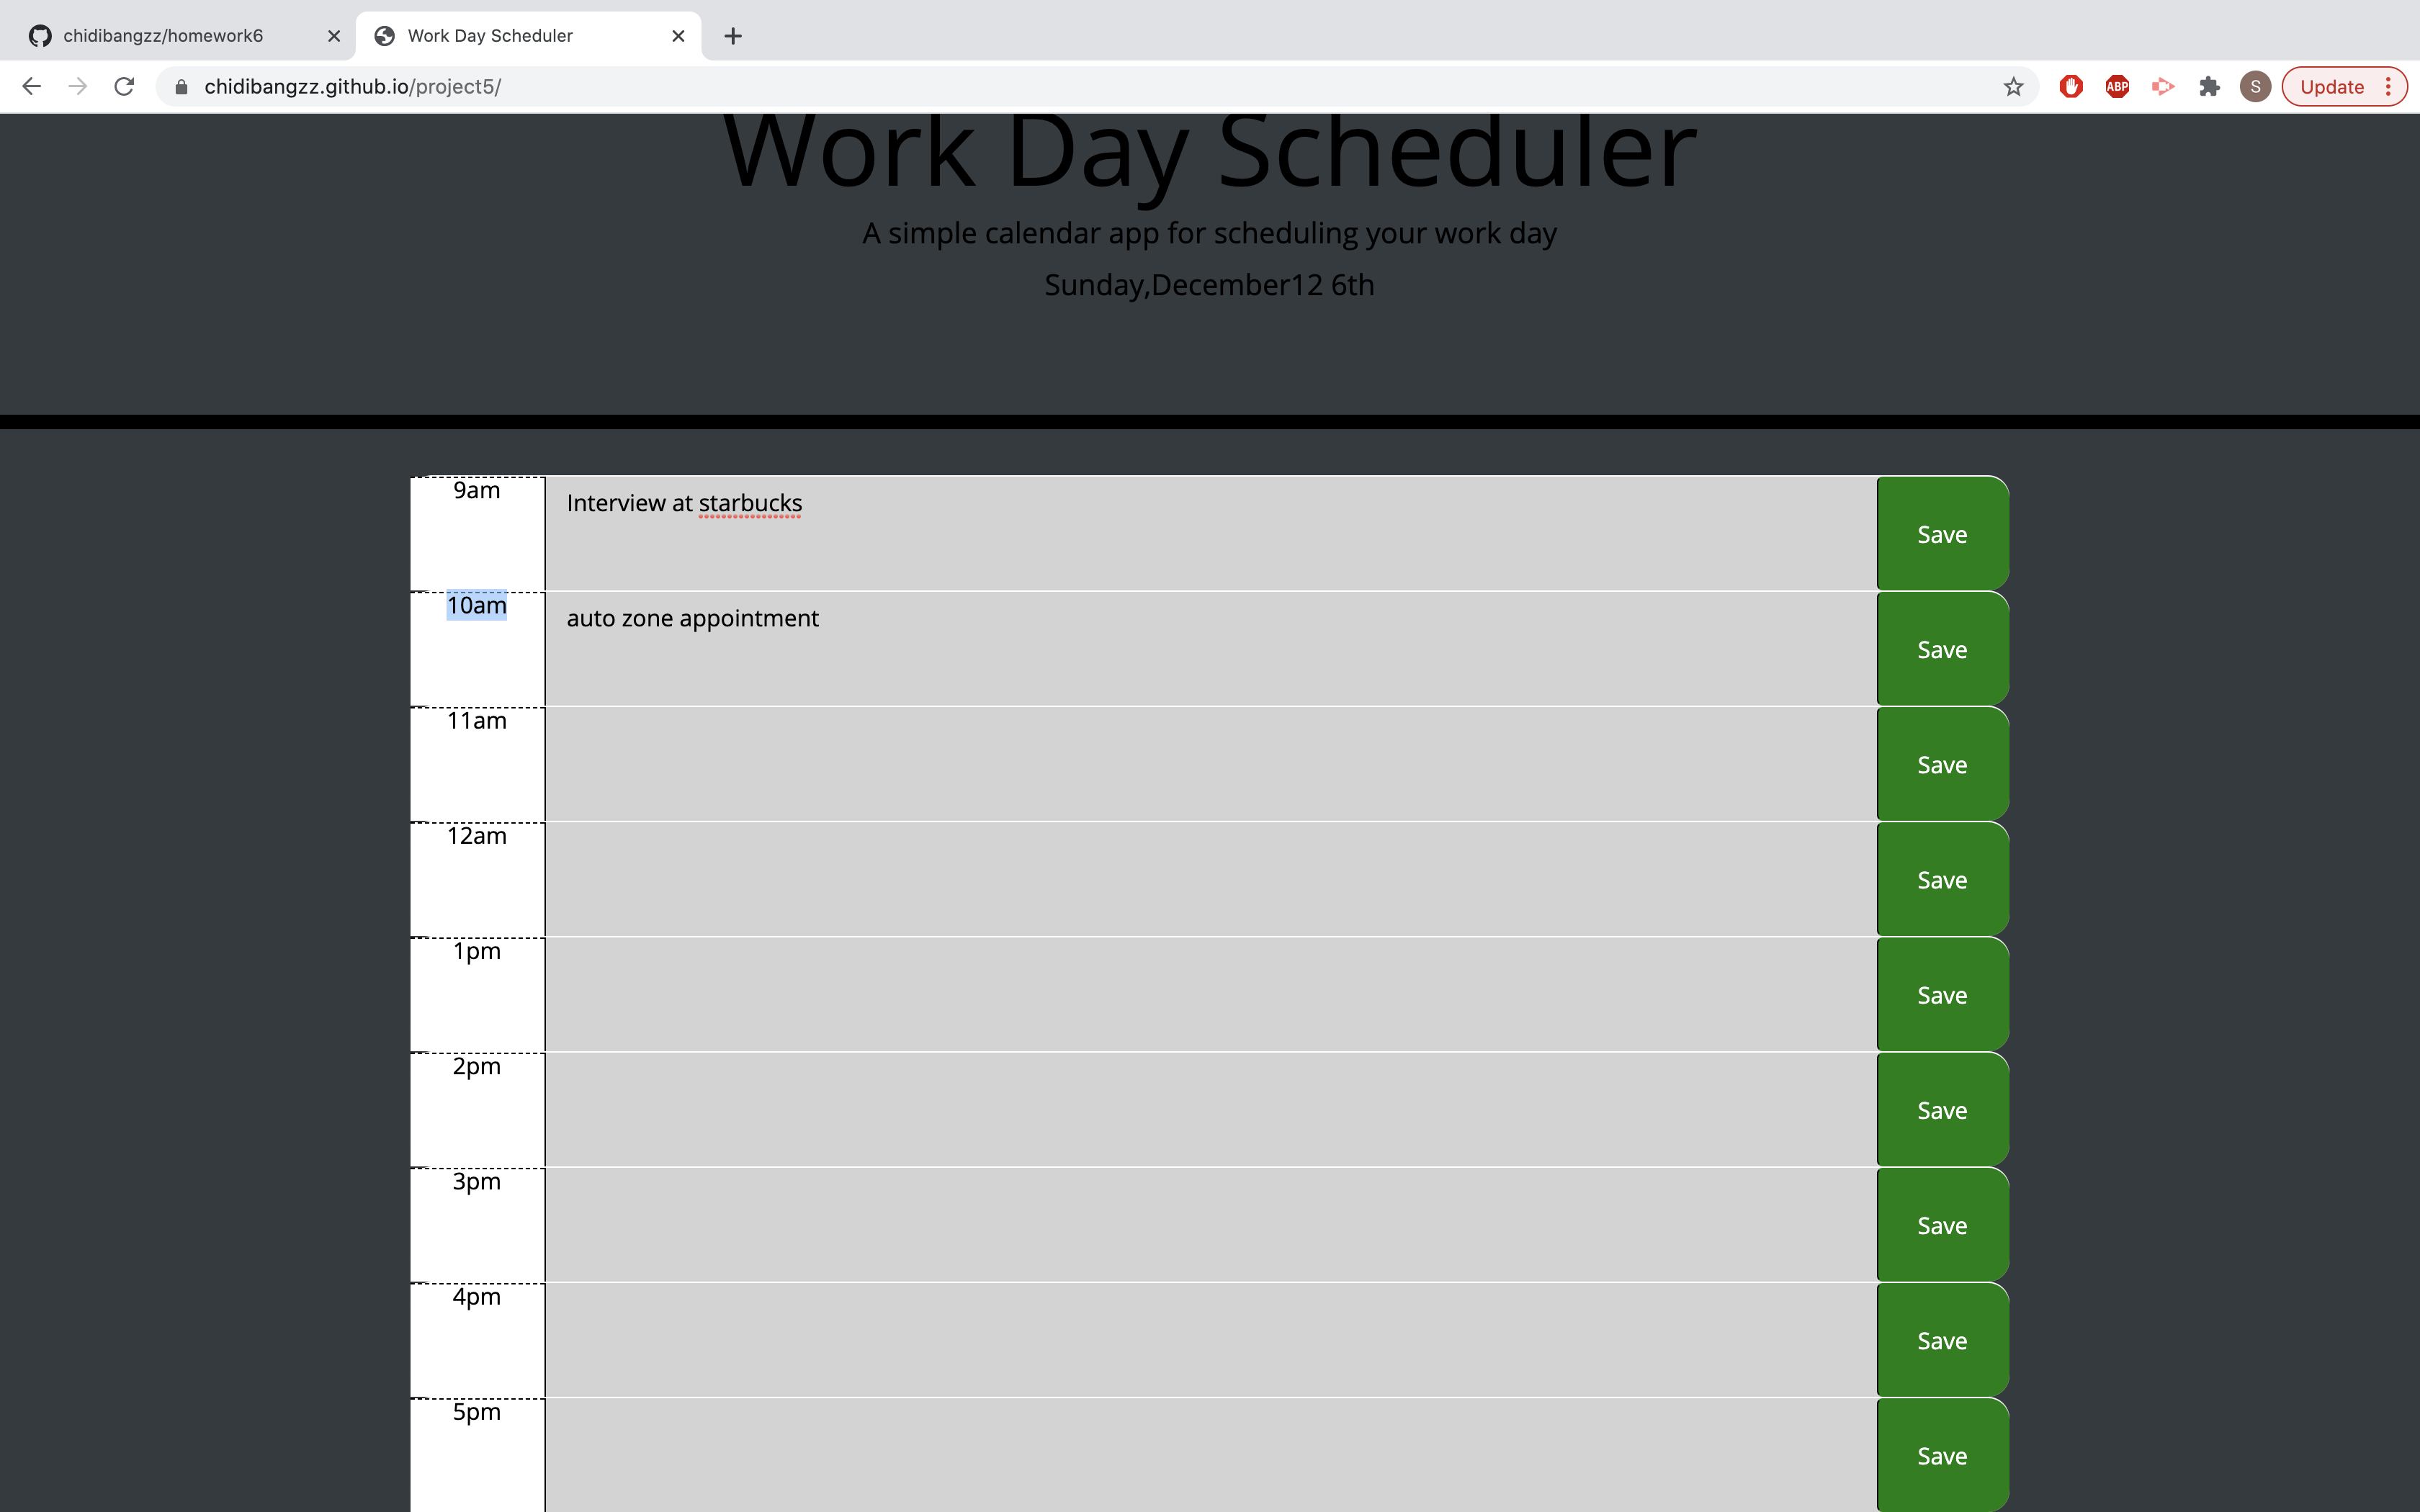 chidibangzz/homework6
Work Day Scheduler
chidibangzz.github.io/project5/
ABP
S
Update
Work Day Scheduler
A simple calendar app for scheduling your work day
Sunday,December12 6th
9am
Interview at starbucks
Save
10am
auto zone appointment
Save
11am
Save
12am
Save
1pm
Save
2pm
Save
3pm
Save
4pm
Save
5pm
Save